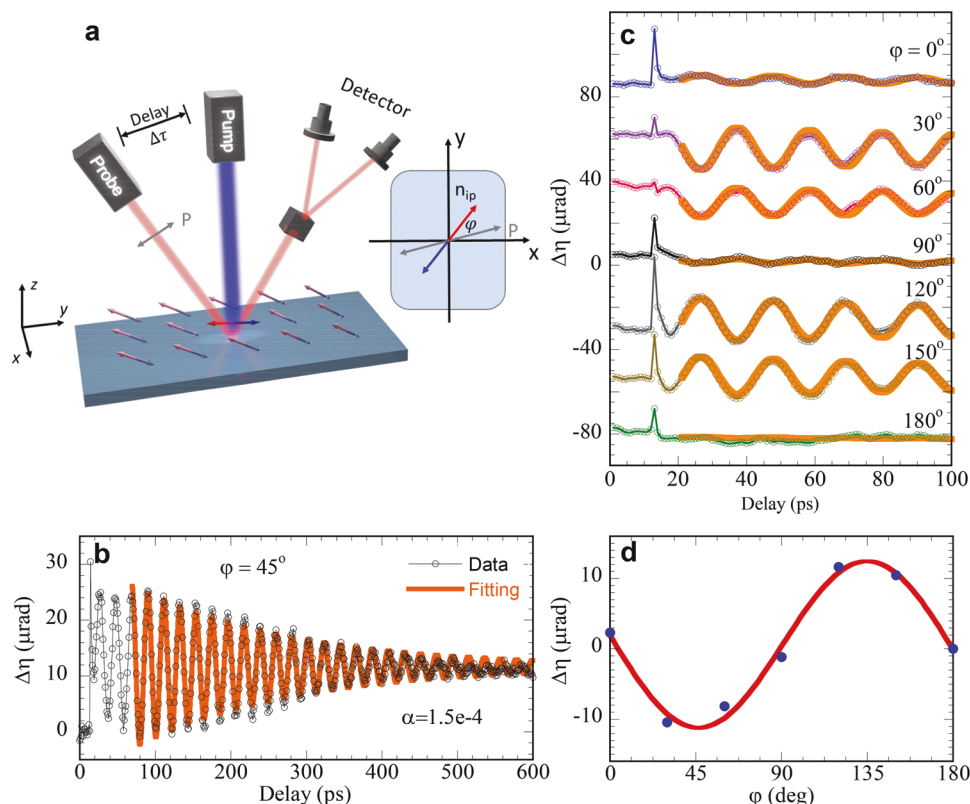 a
Delay
Δτ
Pump
Probe
P
Detector
z
y
x
y
n_ip
φ
P
x
c
φ = 0°
30°
60°
90°
120°
150°
180°
80
40
0
-40
-80
Δη (μrad)
0 20 40 60 80 100
Delay (ps)
b
φ = 45°
Data
Fitting
α=1.5e-4
30
20
10
0
Δη (μrad)
0 100 200 300 400 500 600
Delay (ps)
d
10
0
-10
Δη (μrad)
0 45 90 135 180
φ (deg)